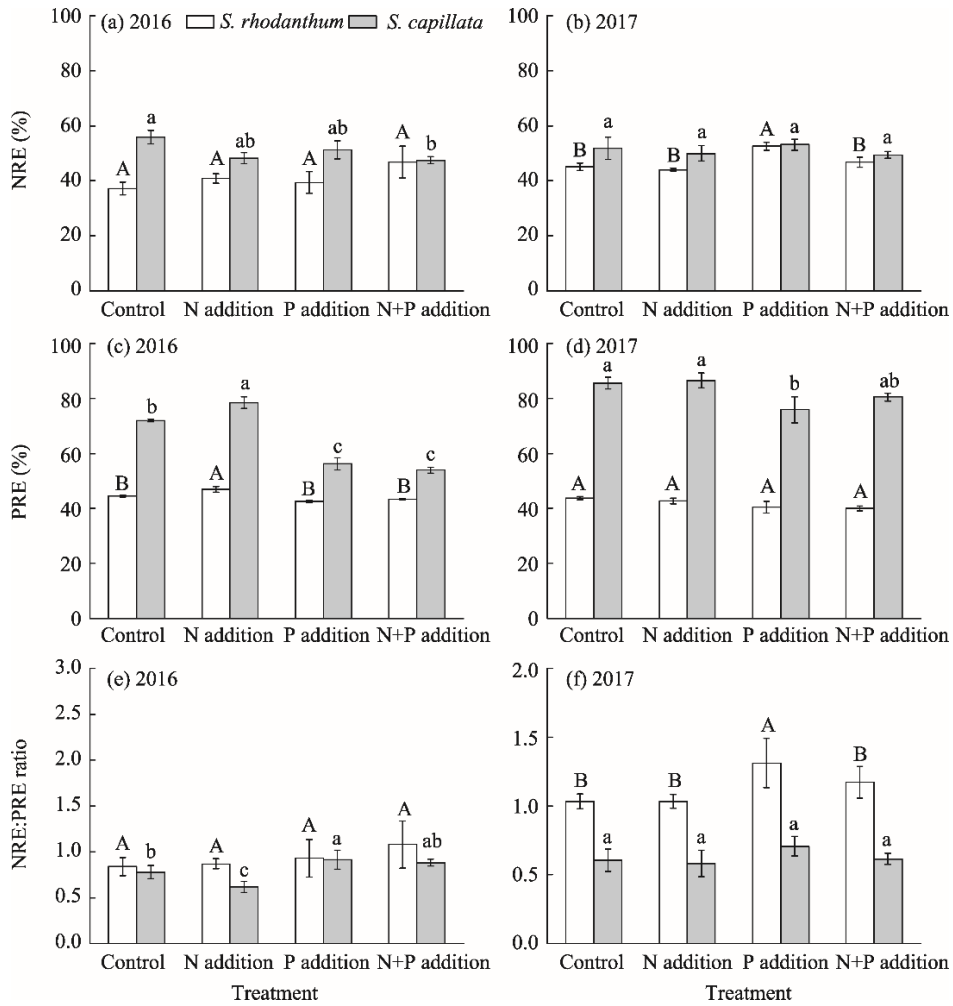 (a) 2016 S. rhodanthum S. capillata
(b) 2017
NRE (%)
100
80
60
40
20
0
A a A ab A ab A b
Control N addition P addition N+P addition
100
80
60
40
20
0
B a B a A a B a
Control N addition P addition N+P addition
(c) 2016
(d) 2017
PRE (%)
100
80
60
40
20
0
B b A a B c B c
Control N addition P addition N+P addition
100
80
60
40
20
0
A a A a A b A ab
Control N addition P addition N+P addition
(e) 2016
(f) 2017
NRE:PRE ratio
3.0
2.5
2.0
1.5
1.0
0.5
0.0
A b A c A a A ab
Control N addition P addition N+P addition
Treatment
2.0
1.5
1.0
0.5
0.0
B a B a A a B a
Control N addition P addition N+P addition
Treatment